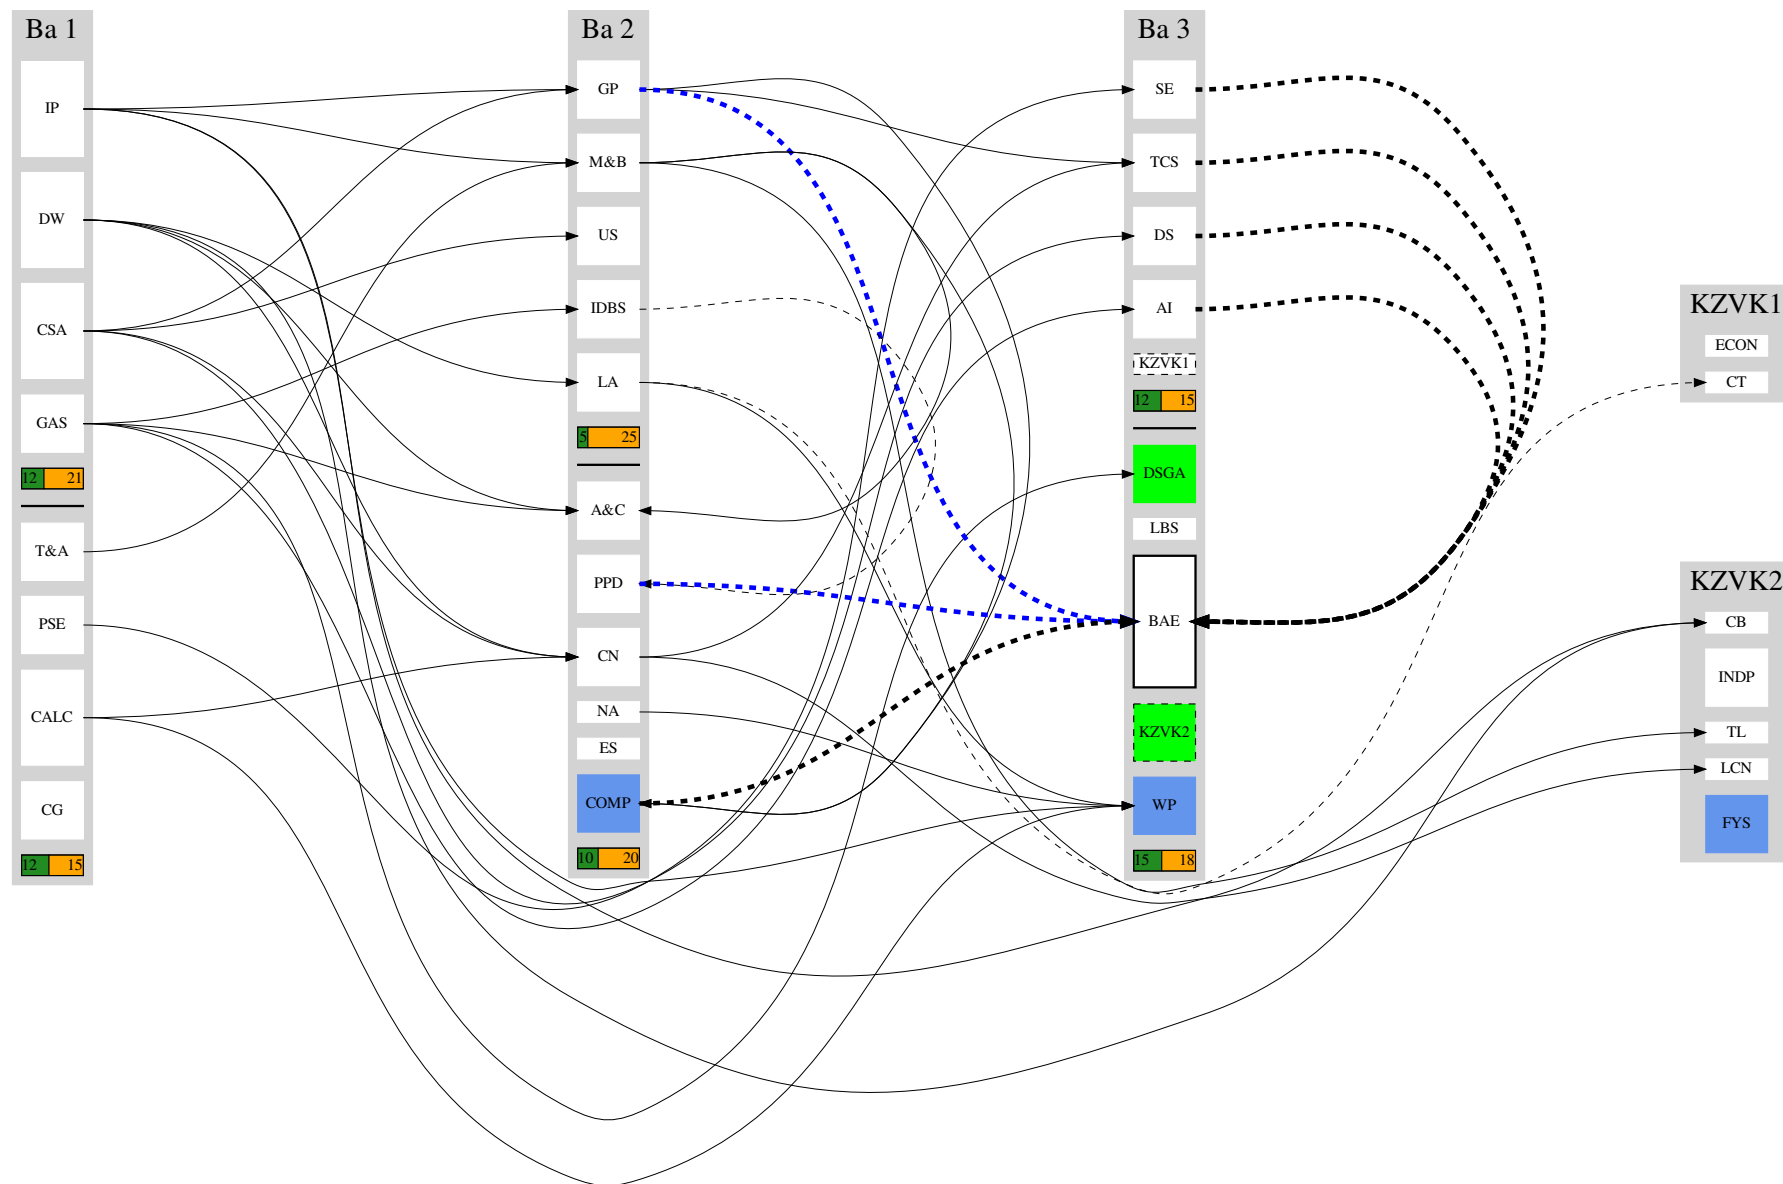 Ba 1
IP
DW
CSA
GAS
12 21
T&A
PSE
CALC
CG
12 15
Ba 2
GP
M&B
US
IDBS
LA
5 25
A&C
PPD
CN
NA
ES
COMP
10 20
Ba 3
SE
TCS
DS
AI
KZVK1
12 15
DSGA
LBS
BAE
KZVK2
WP
15 18
KZVK1
ECON
CT
KZVK2
CB
INDP
TL
LCN
FYS